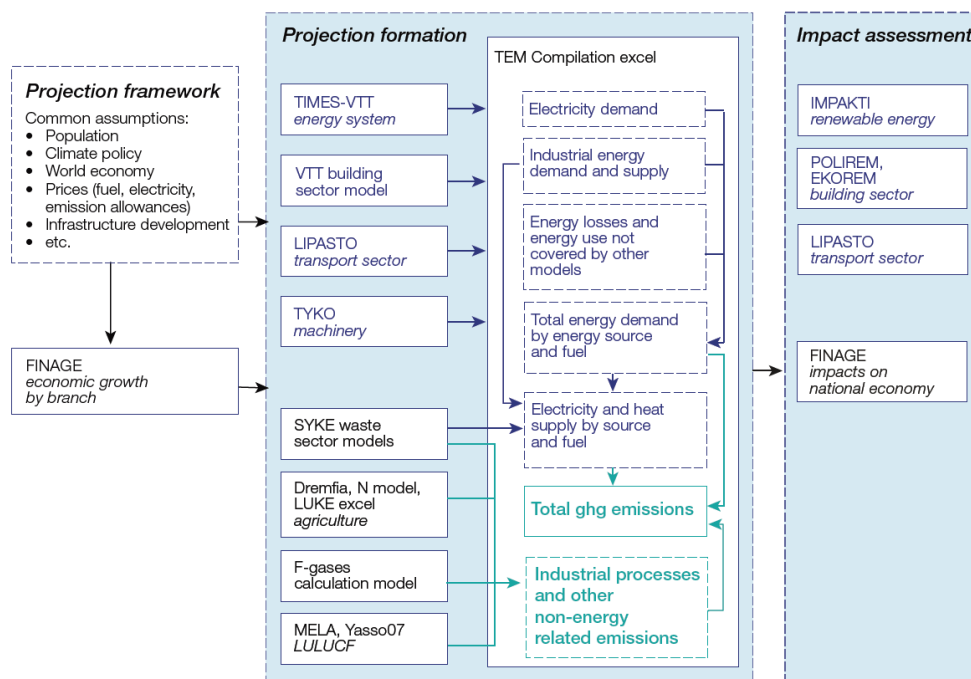 Projection framework
Common assumptions:
• Population
• Climate policy
• World economy
• Prices (fuel, electricity,
emission allowances)
• Infrastructure development
• etc.
FINAGE
economic growth
by branch
Projection formation
TIMES-VTT
energy system
VTT building
sector model
LIPASTO
transport sector
TYKO
machinery
SYKE waste
sector models
Dremfia, N model,
LUKE excel
agriculture
F-gases
calculation model
MELA, Yasso07
LULUCF
TEM Compilation excel
Electricity demand
Industrial energy
demand and supply
Energy losses and
energy use not
covered by other
models
Total energy demand
by energy source
and fuel
Electricity and heat
supply by source
and fuel
Total ghg emissions
Industrial processes
and other
non-energy
related emissions
Impact assessment
IMPAKTI
renewable energy
POLIREM,
EKOREM
building sector
LIPASTO
transport sector
FINAGE
impacts on
national economy